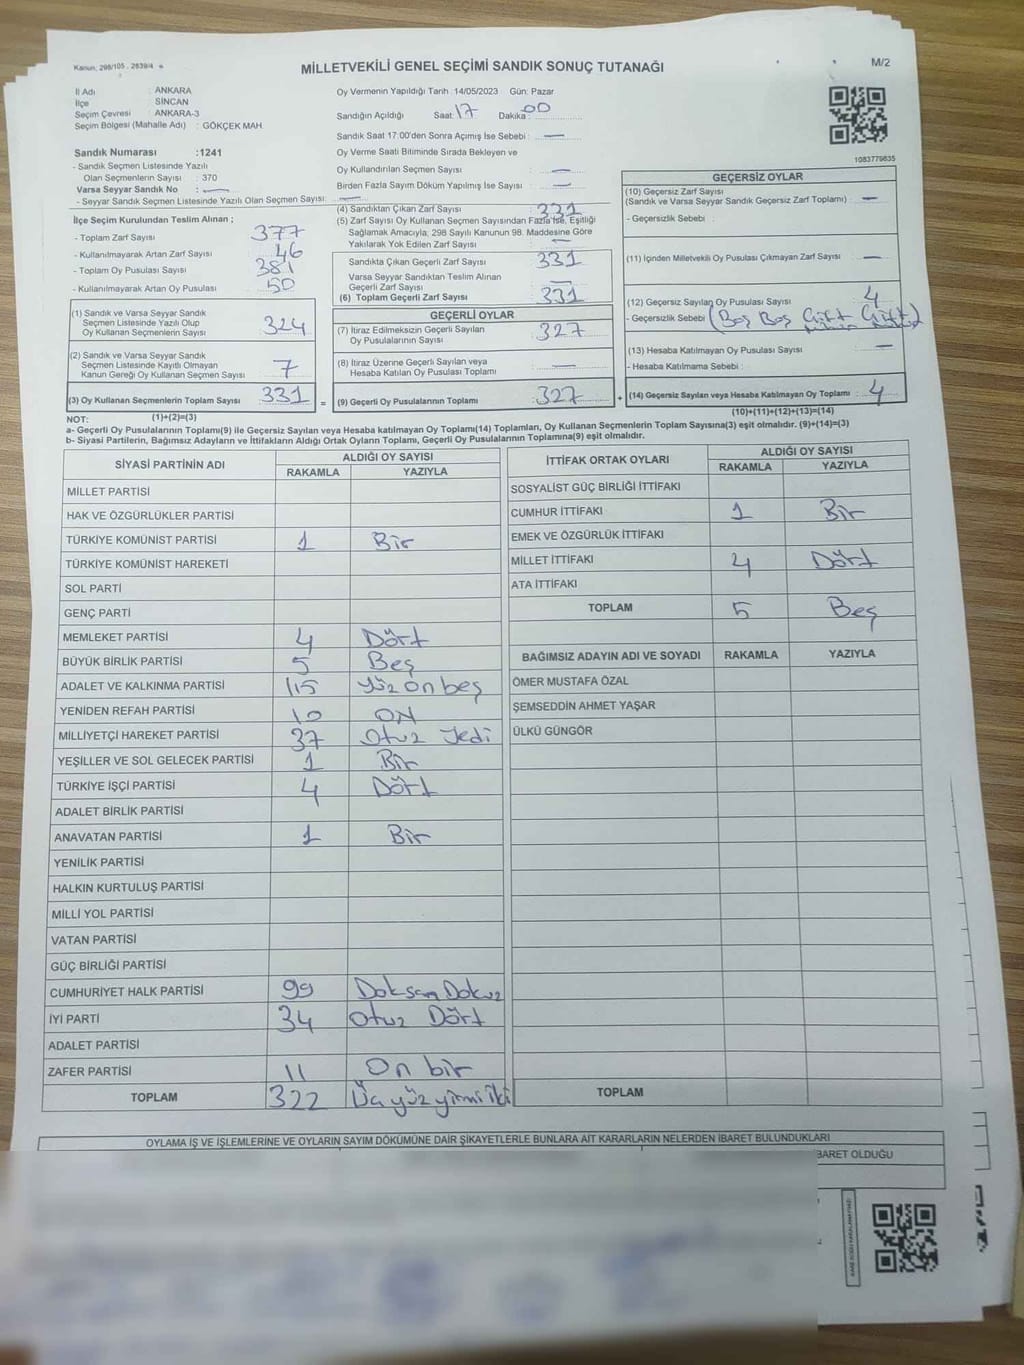 Kanun: 298/105 . 2839/4
MİLLETVEKİLİ GENEL SEÇİMİ SANDIK SONUÇ TUTANAĞI
M/2
İl Adı : ANKARA
İlçe : SİNCAN
Seçim Çevresi : ANKARA-3
Seçim Bölgesi (Mahalle Adı) : GÖKÇEK MAH.
Sandık Numarası :1241
- Sandık Seçmen Listesinde Yazılı
Olan Seçmenlerin Sayısı : 370
Varsa Seyyar Sandık No : —
- Seyyar Sandık Seçmen Listesinde Yazılı Olan Seçmen Sayısı: —
İlçe Seçim Kurulundan Teslim Alınan ;
- Toplam Zarf Sayısı 377
- Kullanılmayarak Artan Zarf Sayısı 46
- Toplam Oy Pusulası Sayısı 381
- Kullanılmayarak Artan Oy Pusulası 50
(1) Sandık ve Varsa Seyyar Sandık
Seçmen Listesinde Yazılı Olup
Oy Kullanan Seçmenlerin Sayısı 324
(2) Sandık ve Varsa Seyyar Sandık
Seçmen Listesinde Kayıtlı Olmayan
Kanun Gereği Oy Kullanan Seçmen Sayısı 7
(3) Oy Kullanan Seçmenlerin Toplam Sayısı 331 =
(1)+(2)=(3)
Oy Vermenin Yapıldığı Tarih : 14/05/2023 Gün: Pazar
Sandığın Açıldığı Saat: 17 Dakika : 00
Sandık Saat 17:00'den Sonra Açımış İse Sebebi : —
Oy Verme Saati Bitiminde Sırada Bekleyen ve
Oy Kullandırılan Seçmen Sayısı : —
Birden Fazla Sayım Döküm Yapılmış İse Sayısı : —
(4) Sandıktan Çıkan Zarf Sayısı : 331
(5) Zarf Sayısı Oy Kullanan Seçmen Sayısından Fazla İse, Eşitliği
Sağlamak Amacıyla, 298 Sayılı Kanunun 98. Maddesine Göre
Yakılarak Yok Edilen Zarf Sayısı : —
Sandıkta Çıkan Geçerli Zarf Sayısı : 331
Varsa Seyyar Sandıktan Teslim Alınan
Geçerli Zarf Sayısı : —
(6) Toplam Geçerli Zarf Sayısı : 331
GEÇERLİ OYLAR
(7) İtiraz Edilmeksizin Geçerli Sayılan
Oy Pusulalarının Sayısı : 327
(8) İtiraz Üzerine Geçerli Sayılan veya
Hesaba Katılan Oy Pusulası Toplamı : —
(9) Geçerli Oy Pusulalarının Toplamı : 327 +
1083779835
GEÇERSİZ OYLAR
(10) Geçersiz Zarf Sayısı
(Sandık ve Varsa Seyyar Sandık Geçersiz Zarf Toplamı) : —
- Geçersizlik Sebebi :
(11) İçinden Milletvekili Oy Pusulası Çıkmayan Zarf Sayısı : —
(12) Geçersiz Sayılan Oy Pusulası Sayısı : 4
- Geçersizlik Sebebi : (Boş Boş Çift Çift)
(13) Hesaba Katılmayan Oy Pusulası Sayısı : —
- Hesaba Katılmama Sebebi :
(14) Geçersiz Sayılan veya Hesaba Katılmayan Oy Toplamı : 4
(10)+(11)+(12)+(13)=(14)
NOT:
a- Geçerli Oy Pusulalarının Toplamı(9) ile Geçersiz Sayılan veya Hesaba katılmayan Oy Toplamı(14) Toplamları, Oy Kullanan Seçmenlerin Toplam Sayısına(3) eşit olmalıdır. (9)+(14)=(3)
b- Siyasi Partilerin, Bağımsız Adayların ve İttifakların Aldığı Ortak Oyların Toplamı, Geçerli Oy Pusulalarının Toplamına(9) eşit olmalıdır.
SİYASİ PARTİNİN ADI ALDIĞI OY SAYISI
RAKAMLA YAZIYLA
MİLLET PARTİSİ
HAK VE ÖZGÜRLÜKLER PARTİSİ
TÜRKİYE KOMÜNİST PARTİSİ 1 Bir
TÜRKİYE KOMÜNİST HAREKETİ
SOL PARTİ
GENÇ PARTİ
MEMLEKET PARTİSİ 4 Dört
BÜYÜK BİRLİK PARTİSİ 5 Beş
ADALET VE KALKINMA PARTİSİ 115 Yüz on beş
YENİDEN REFAH PARTİSİ 10 ON
MİLLİYETÇİ HAREKET PARTİSİ 37 Otuz Yedi
YEŞİLLER VE SOL GELECEK PARTİSİ 1 Bir
TÜRKİYE İŞÇİ PARTİSİ 4 Dört
ADALET BİRLİK PARTİSİ
ANAVATAN PARTİSİ 1 Bir
YENİLİK PARTİSİ
HALKIN KURTULUŞ PARTİSİ
MİLLİ YOL PARTİSİ
VATAN PARTİSİ
GÜÇ BİRLİĞİ PARTİSİ
CUMHURİYET HALK PARTİSİ 99 Doksan Dokuz
İYİ PARTİ 34 Otuz Dört
ADALET PARTİSİ
ZAFER PARTİSİ 11 On bir
TOPLAM 322 Üç yüz yirmi iki
İTTİFAK ORTAK OYLARI ALDIĞI OY SAYISI
RAKAMLA YAZIYLA
SOSYALİST GÜÇ BİRLİĞİ İTTİFAKI
CUMHUR İTTİFAKI 1 Bir
EMEK VE ÖZGÜRLÜK İTTİFAKI
MİLLET İTTİFAKI 4 Dört
ATA İTTİFAKI
TOPLAM 5 Beş
BAĞIMSIZ ADAYIN ADI VE SOYADI RAKAMLA YAZIYLA
ÖMER MUSTAFA ÖZAL
ŞEMSEDDİN AHMET YAŞAR
ÜLKÜ GÜNGÖR
TOPLAM
OYLAMA İŞ VE İŞLEMLERİNE VE OYLARIN SAYIM DÖKÜMÜNE DAİR ŞİKAYETLERLE BUNLARA AİT KARARLARIN NELERDEN İBARET BULUNDUKLARI
BARET OLDUĞU